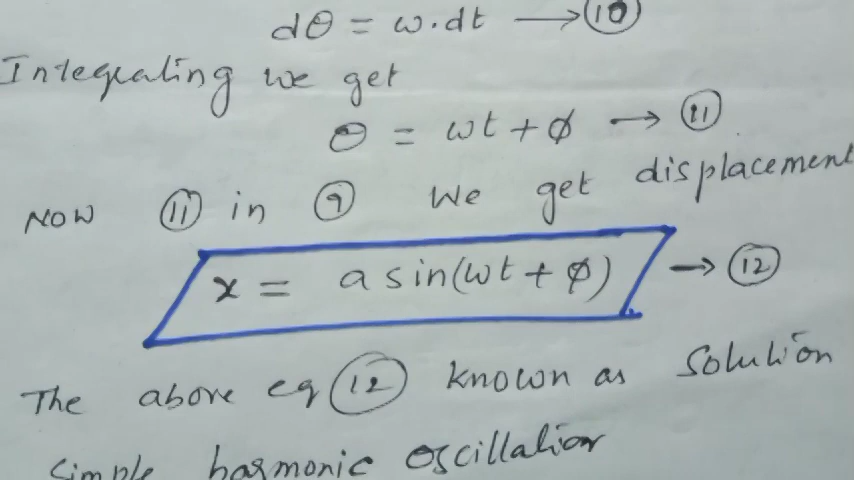 dθ = ω.dt → ⑩
Integrating we get
θ = ωt + ϕ → ⑪
Now ⑪ in ⑨ We get displacement
x = a sin(ωt + ϕ) → ⑫
The above eq ⑫ known as solution
simple harmonic oscillation